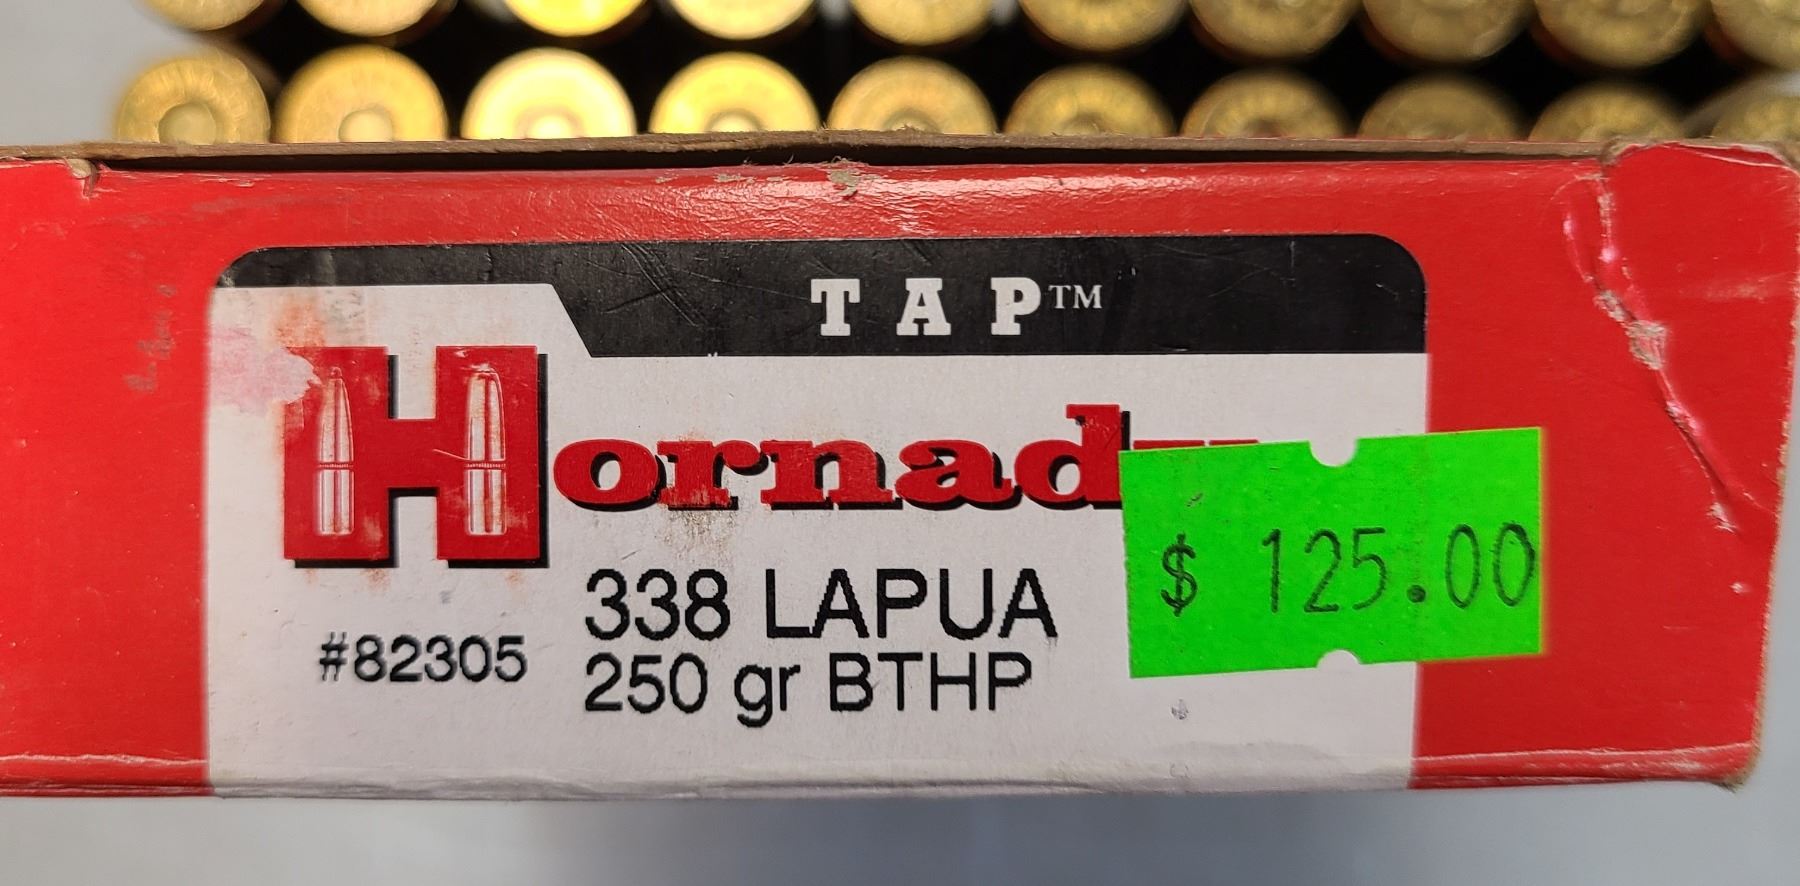 TAP™
Hornad
338 LAPUA
#82305
250 gr BTHP
$ 125.00